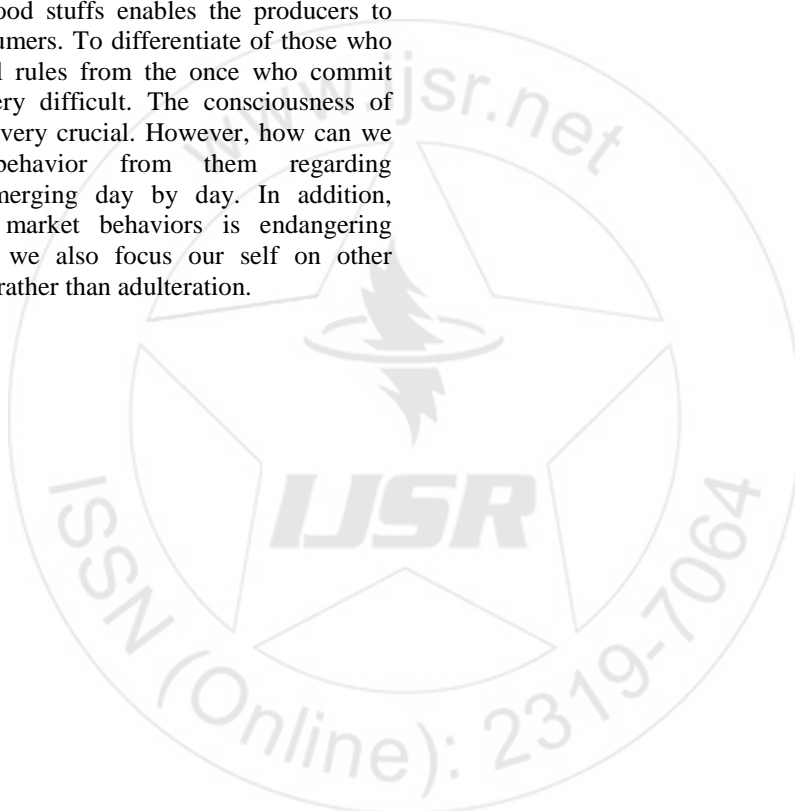 ood stuffs enables the producers to
umers. To differentiate of those who
l rules from the once who commit
ery difficult. The consciousness of
very crucial. However, how can we
behavior from them regarding
merging day by day. In addition,
market behaviors is endangering
we also focus our self on other
rather than adulteration.
www.ijsr.net
IJSR
ISSN (Online): 2319-7064